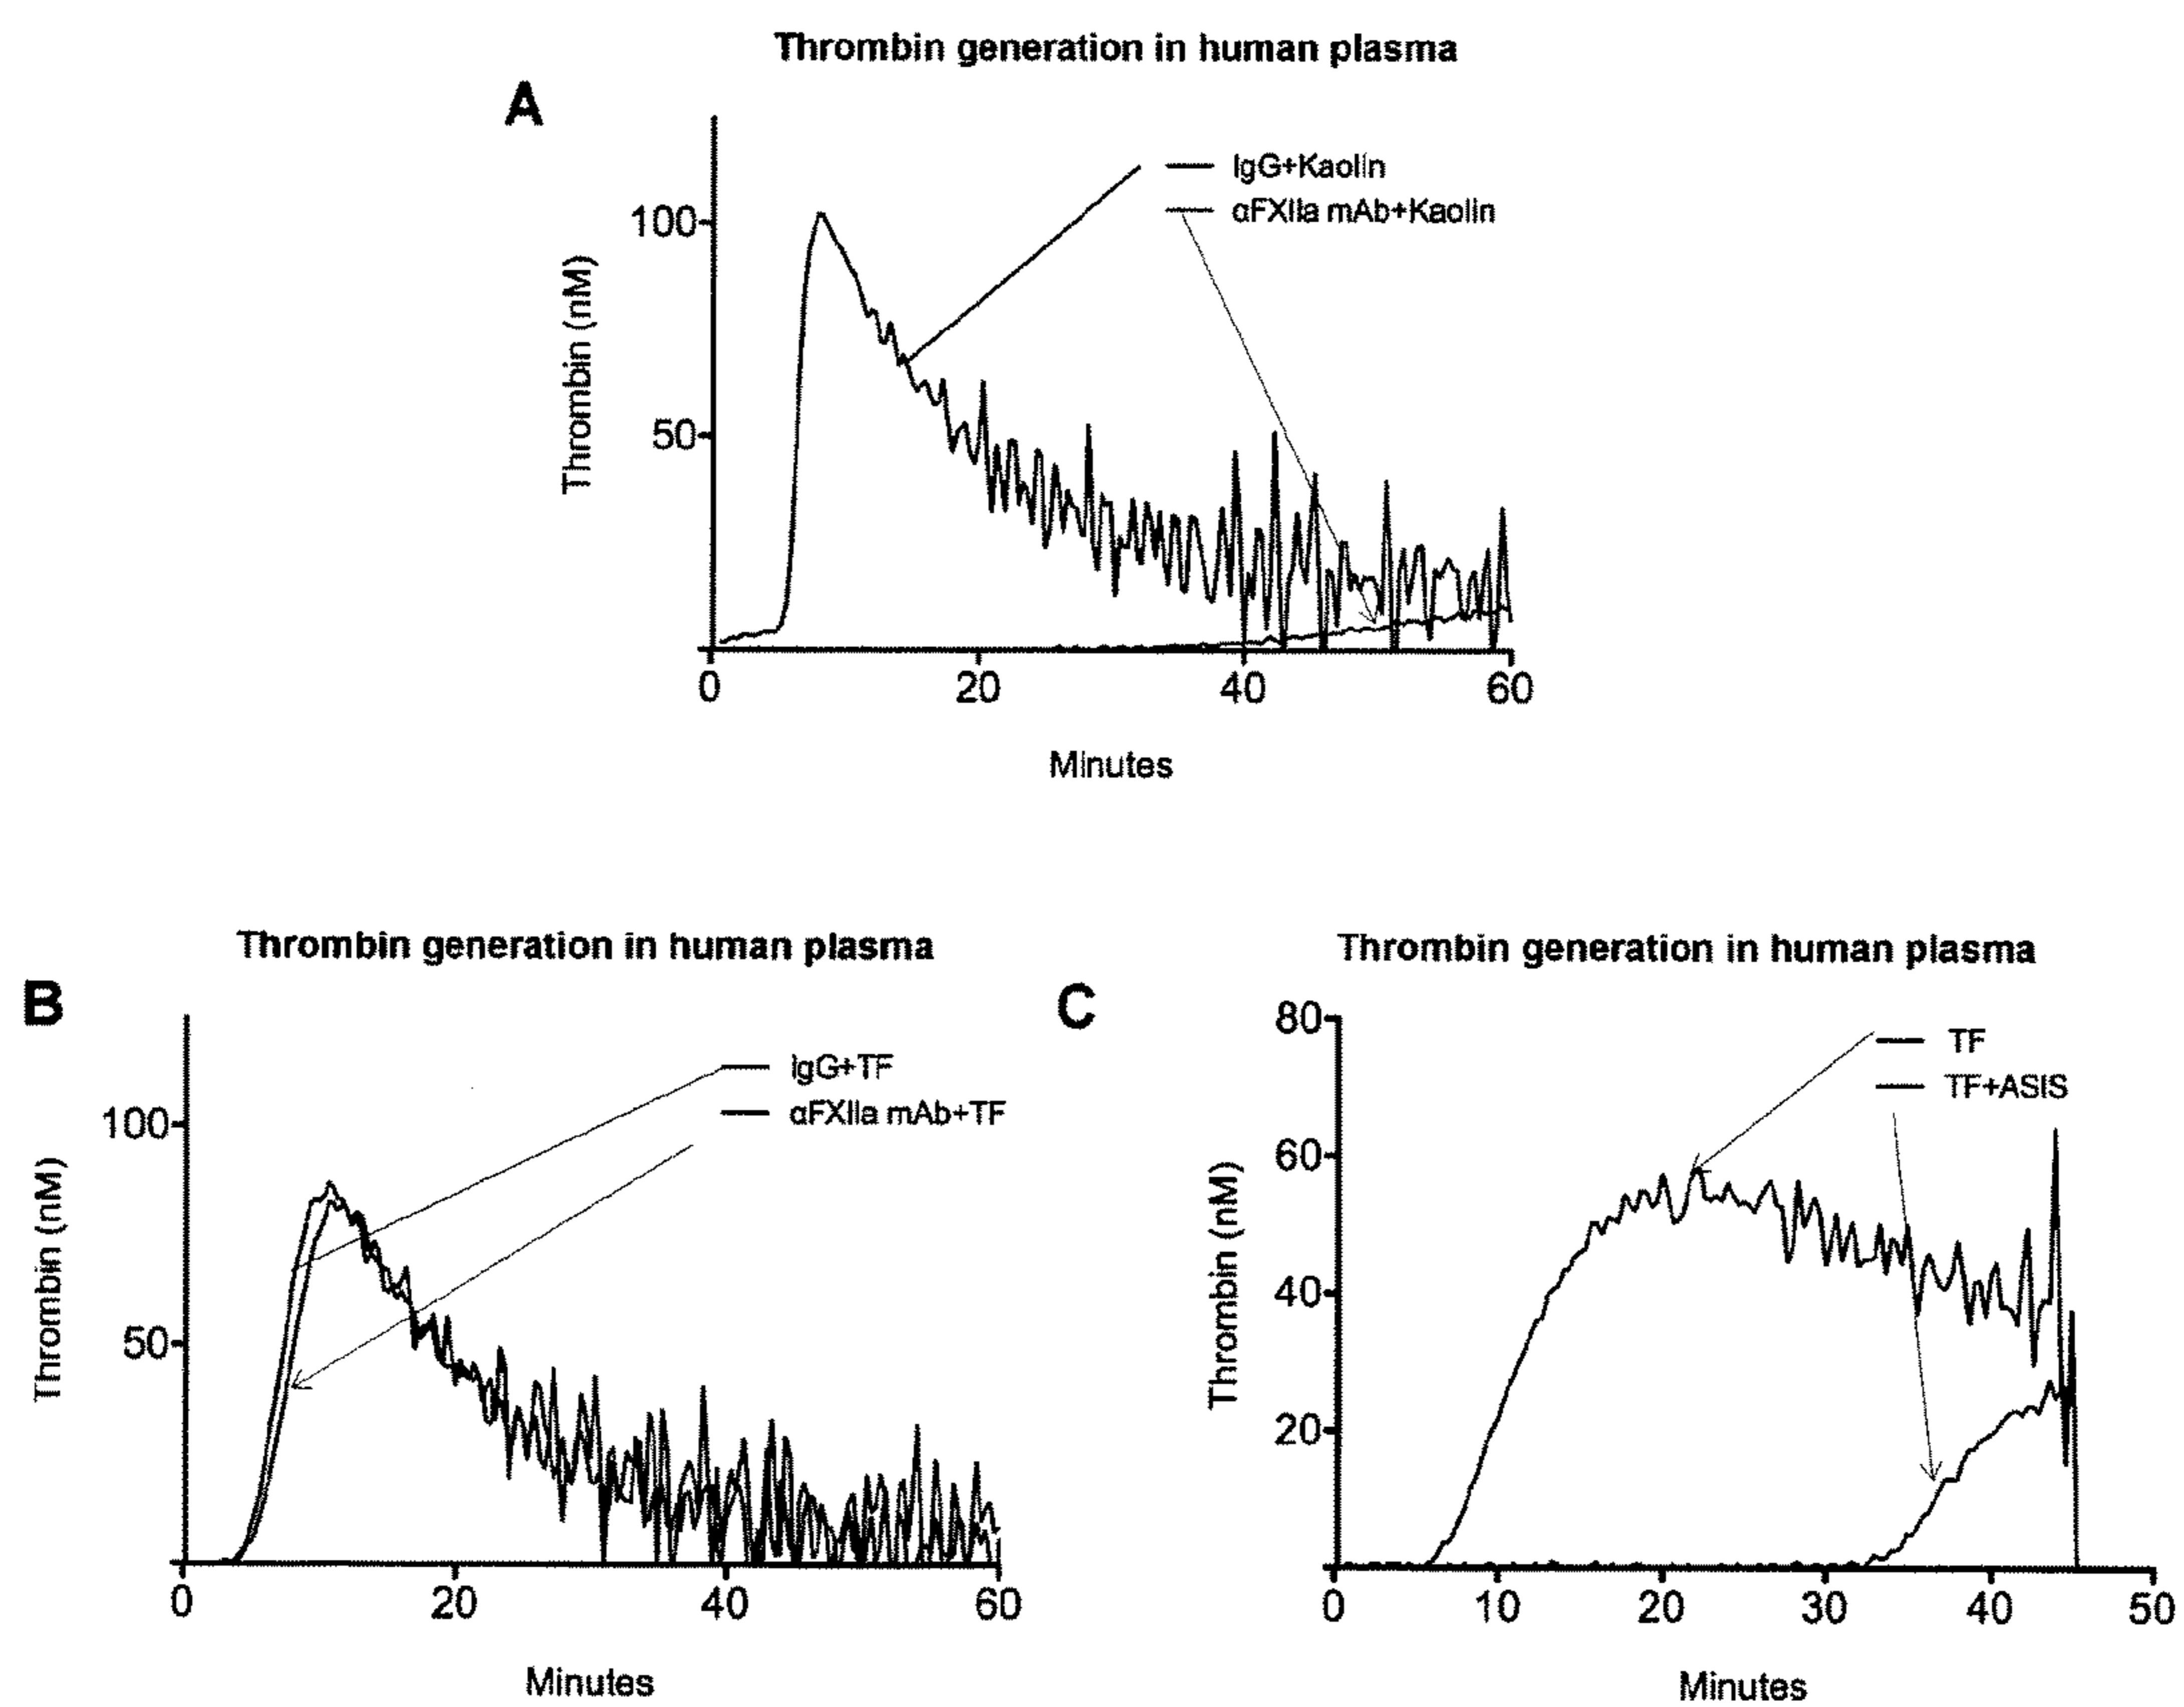 Thrombin generation in human plasma
A
IgG+Kaolin
αFXIIa mAb+Kaolin
100
50
Thrombin (nM)
0 20 40 60
Minutes
Thrombin generation in human plasma
B
IgG+TF
αFXIIa mAb+TF
100
50
Thrombin (nM)
0 20 40 60
Minutes
Thrombin generation in human plasma
C
TF
TF+ASIS
80
60
40
20
Thrombin (nM)
0 10 20 30 40 50
Minutes